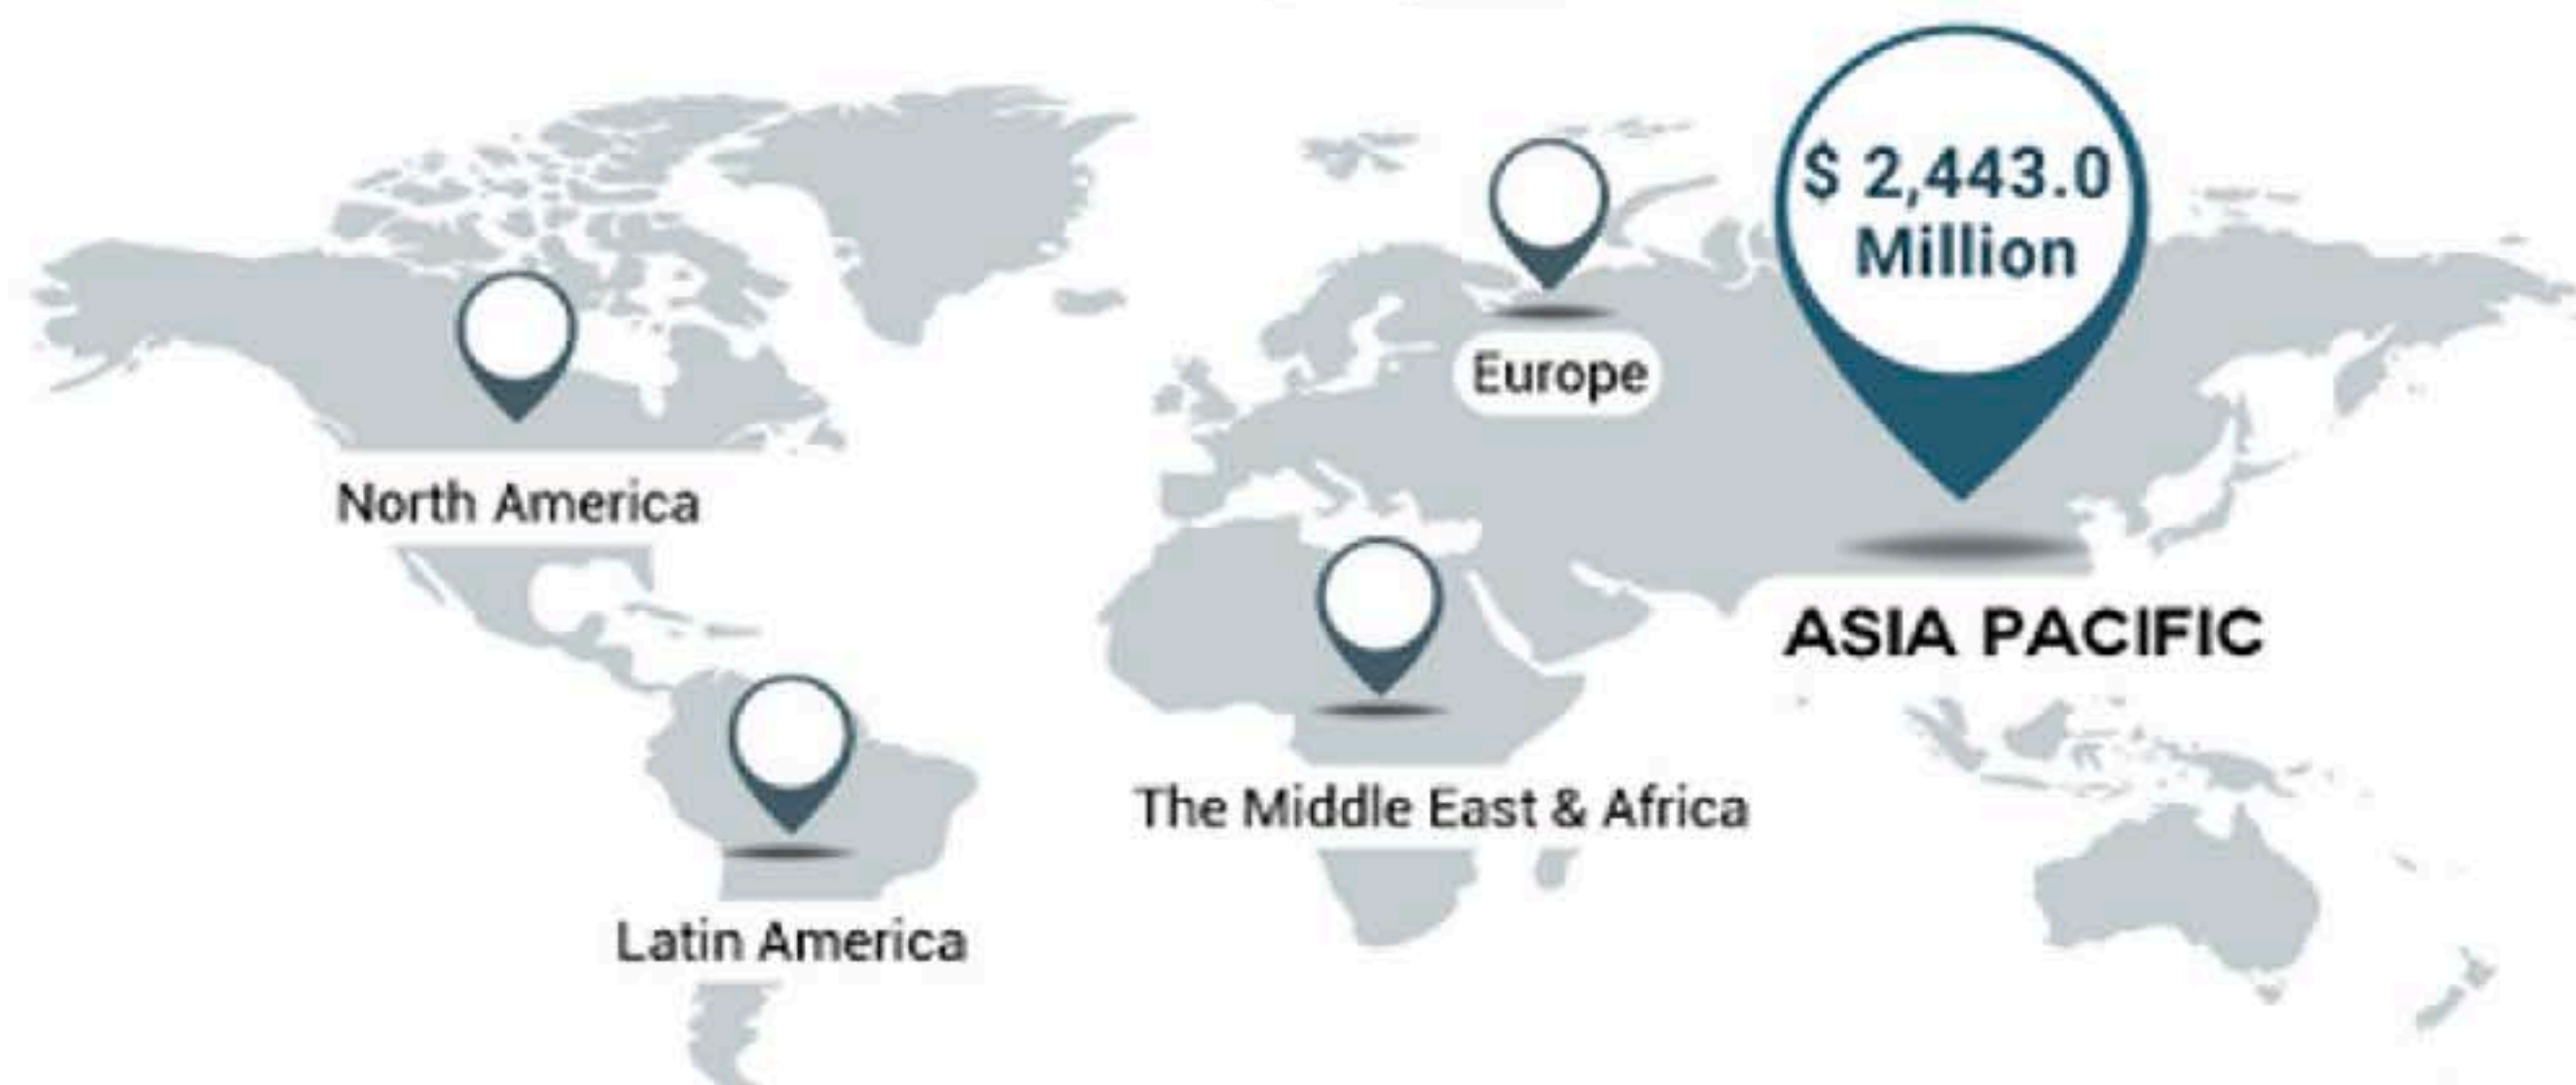 $ 2,443.0
Million
Europe
North America
ASIA PACIFIC
The Middle East & Africa
Latin America